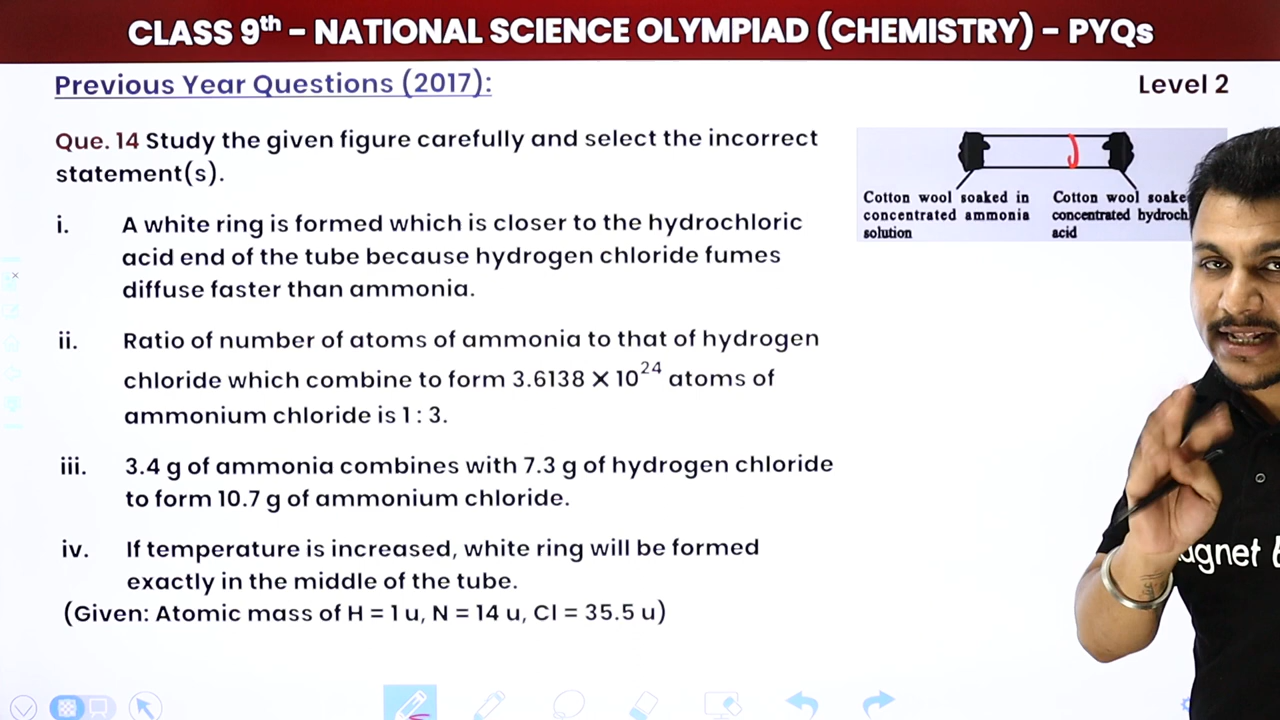 CLASS 9th – NATIONAL SCIENCE OLYMPIAD (CHEMISTRY) – PYQs
Previous Year Questions (2017):
Level 2
Que. 14 Study the given figure carefully and select the incorrect
statement(s).
i. A white ring is formed which is closer to the hydrochloric
acid end of the tube because hydrogen chloride fumes
diffuse faster than ammonia.
ii. Ratio of number of atoms of ammonia to that of hydrogen
chloride which combine to form 3.6138 × 10^24 atoms of
ammonium chloride is 1 : 3.
iii. 3.4 g of ammonia combines with 7.3 g of hydrogen chloride
to form 10.7 g of ammonium chloride.
iv. If temperature is increased, white ring will be formed
exactly in the middle of the tube.
(Given: Atomic mass of H = 1 u, N = 14 u, Cl = 35.5 u)
Cotton wool soaked in
concentrated ammonia
solution
Cotton wool soake
concentrated hydroch
acid
agnet